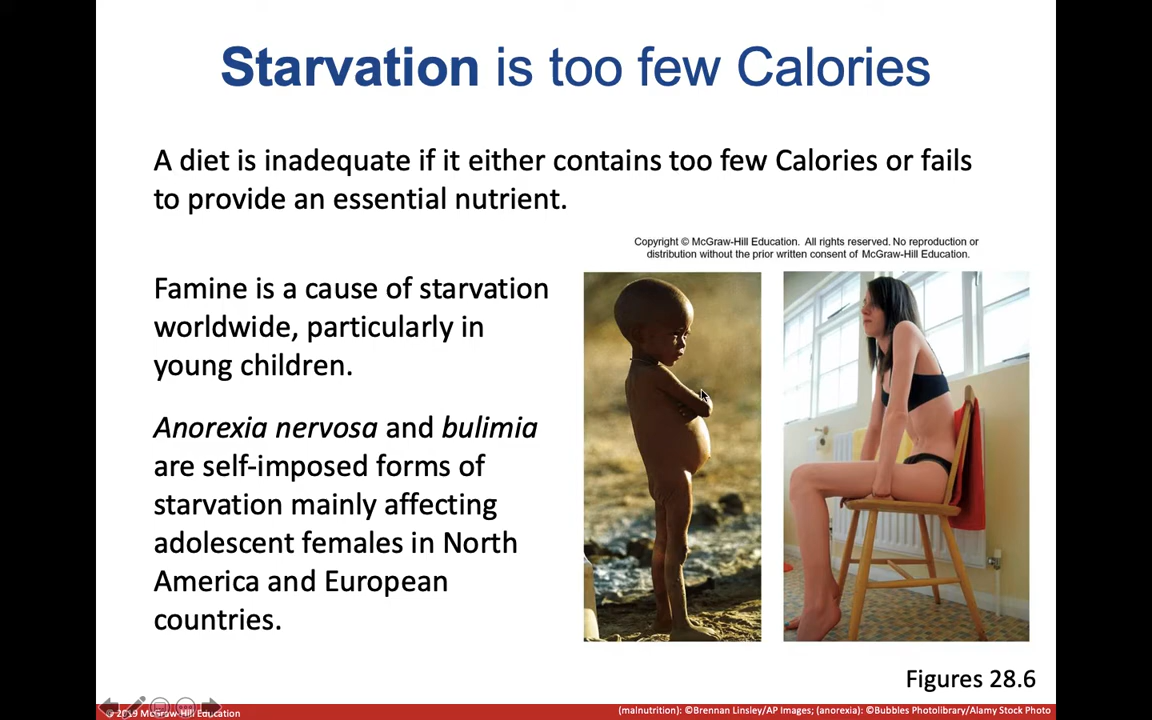 Starvation is too few Calories
A diet is inadequate if it either contains too few Calories or fails
to provide an essential nutrient.
Copyright © McGraw-Hill Education. All rights reserved. No reproduction or
distribution without the prior written consent of McGraw-Hill Education.
Famine is a cause of starvation
worldwide, particularly in
young children.
Anorexia nervosa and bulimia
are self-imposed forms of
starvation mainly affecting
adolescent females in North
America and European
countries.
Figures 28.6
© 2019 McGraw-Hill Education
(malnutrition): ©Brennan Linsley/AP Images; (anorexia): ©Bubbles Photolibrary/Alamy Stock Photo